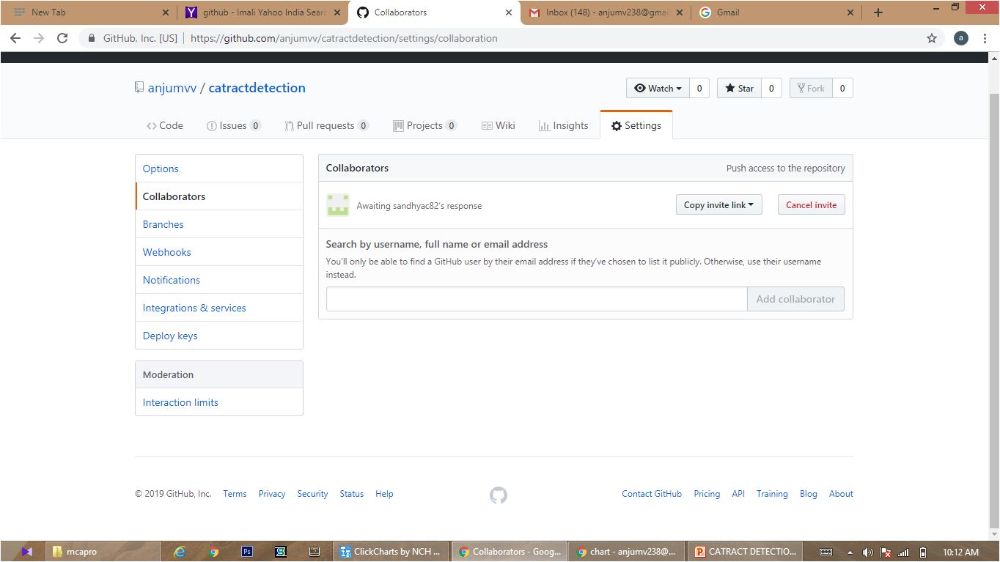 New Tab
github - Imali Yahoo India Sear
Collaborators
Inbox (148) - anjumv238@gmai
Gmail
GitHub, Inc. [US]
https://github.com/anjumvv/catractdetection/settings/collaboration
a
anjumvv / catractdetection
Watch 0
Star 0
Fork 0
Code
Issues 0
Pull requests 0
Projects 0
Wiki
Insights
Settings
Options
Collaborators
Branches
Webhooks
Notifications
Integrations & services
Deploy keys
Moderation
Interaction limits
Collaborators
Push access to the repository
Awaiting sandhyac82's response
Copy invite link
Cancel invite
Search by username, full name or email address
You'll only be able to find a GitHub user by their email address if they've chosen to list it publicly. Otherwise, use their username
instead.
Add collaborator
© 2019 GitHub, Inc. Terms Privacy Security Status Help
Contact GitHub Pricing API Training Blog About
mcapro
Ps
ClickCharts by NCH ...
Collaborators - Goog...
chart - anjumv238@...
CATRACT DETECTIO...
10:12 AM